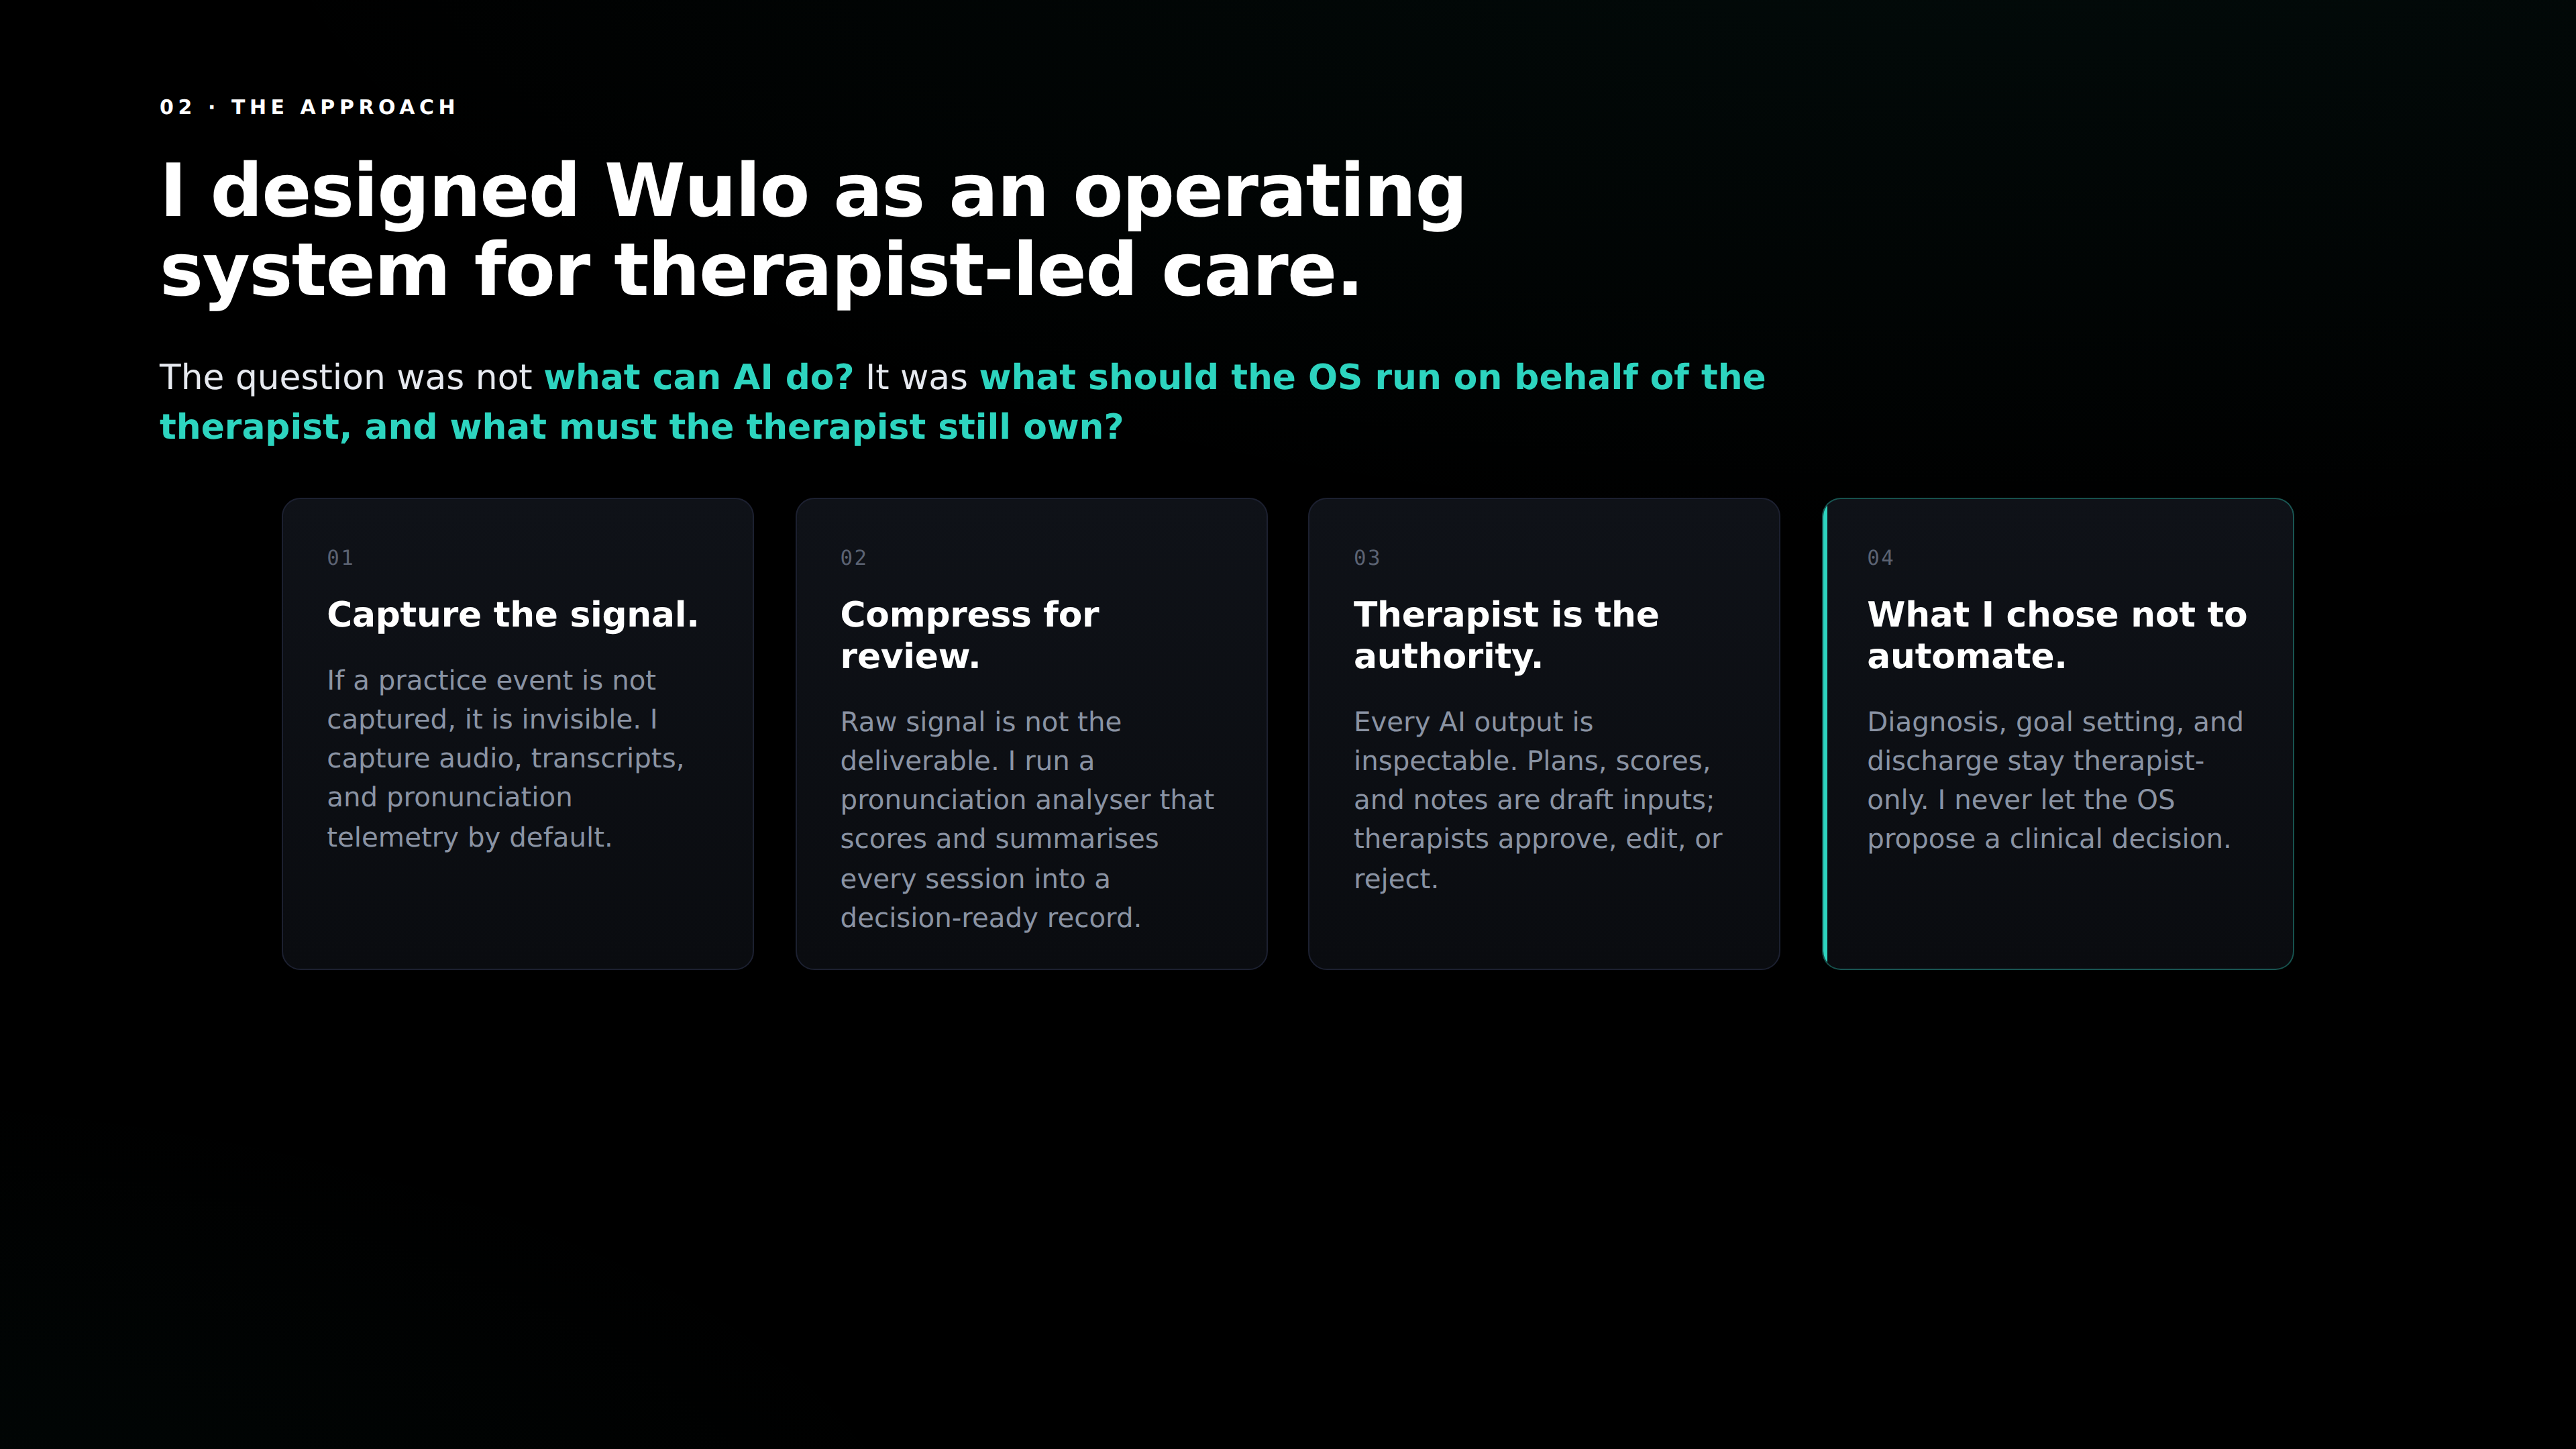 02 · THE APPROACH
I designed Wulo as an operating
system for therapist-led care.
The question was not what can AI do? It was what should the OS run on behalf of the
therapist, and what must the therapist still own?
01
Capture the signal.
If a practice event is not
captured, it is invisible. I
capture audio, transcripts,
and pronunciation
telemetry by default.
02
Compress for
review.
Raw signal is not the
deliverable. I run a
pronunciation analyser that
scores and summarises
every session into a
decision-ready record.
03
Therapist is the
authority.
Every AI output is
inspectable. Plans, scores,
and notes are draft inputs;
therapists approve, edit, or
reject.
04
What I chose not to
automate.
Diagnosis, goal setting, and
discharge stay therapist-
only. I never let the OS
propose a clinical decision.